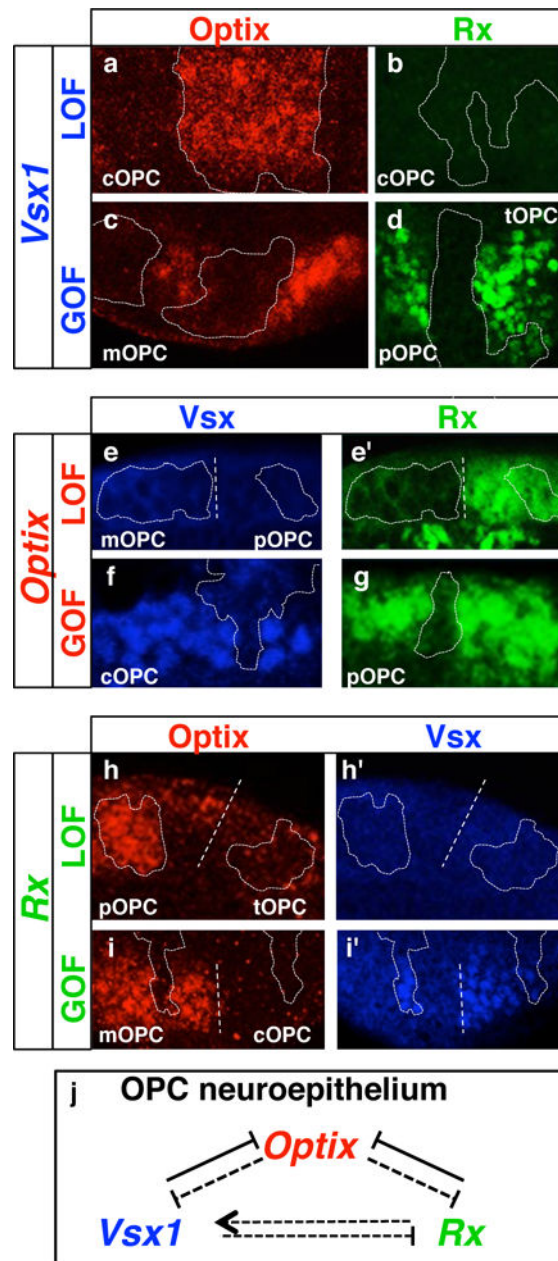 Optix Rx
Vsx1
LOF
a
cOPC
b
cOPC
GOF
c
mOPC
d
tOPC
pOPC
Vsx Rx
Optix
LOF
e
mOPC pOPC
e'
GOF
f
cOPC
g
pOPC
Optix Vsx
Rx
LOF
h
pOPC tOPC
h'
GOF
i
mOPC cOPC
i'
j OPC neuroepithelium
Optix
Vsx1 Rx